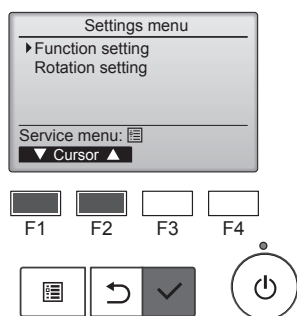 Settings menu
Function setting
Rotation setting
Service menu:
▼ Cursor ▲
F1 F2 F3 F4